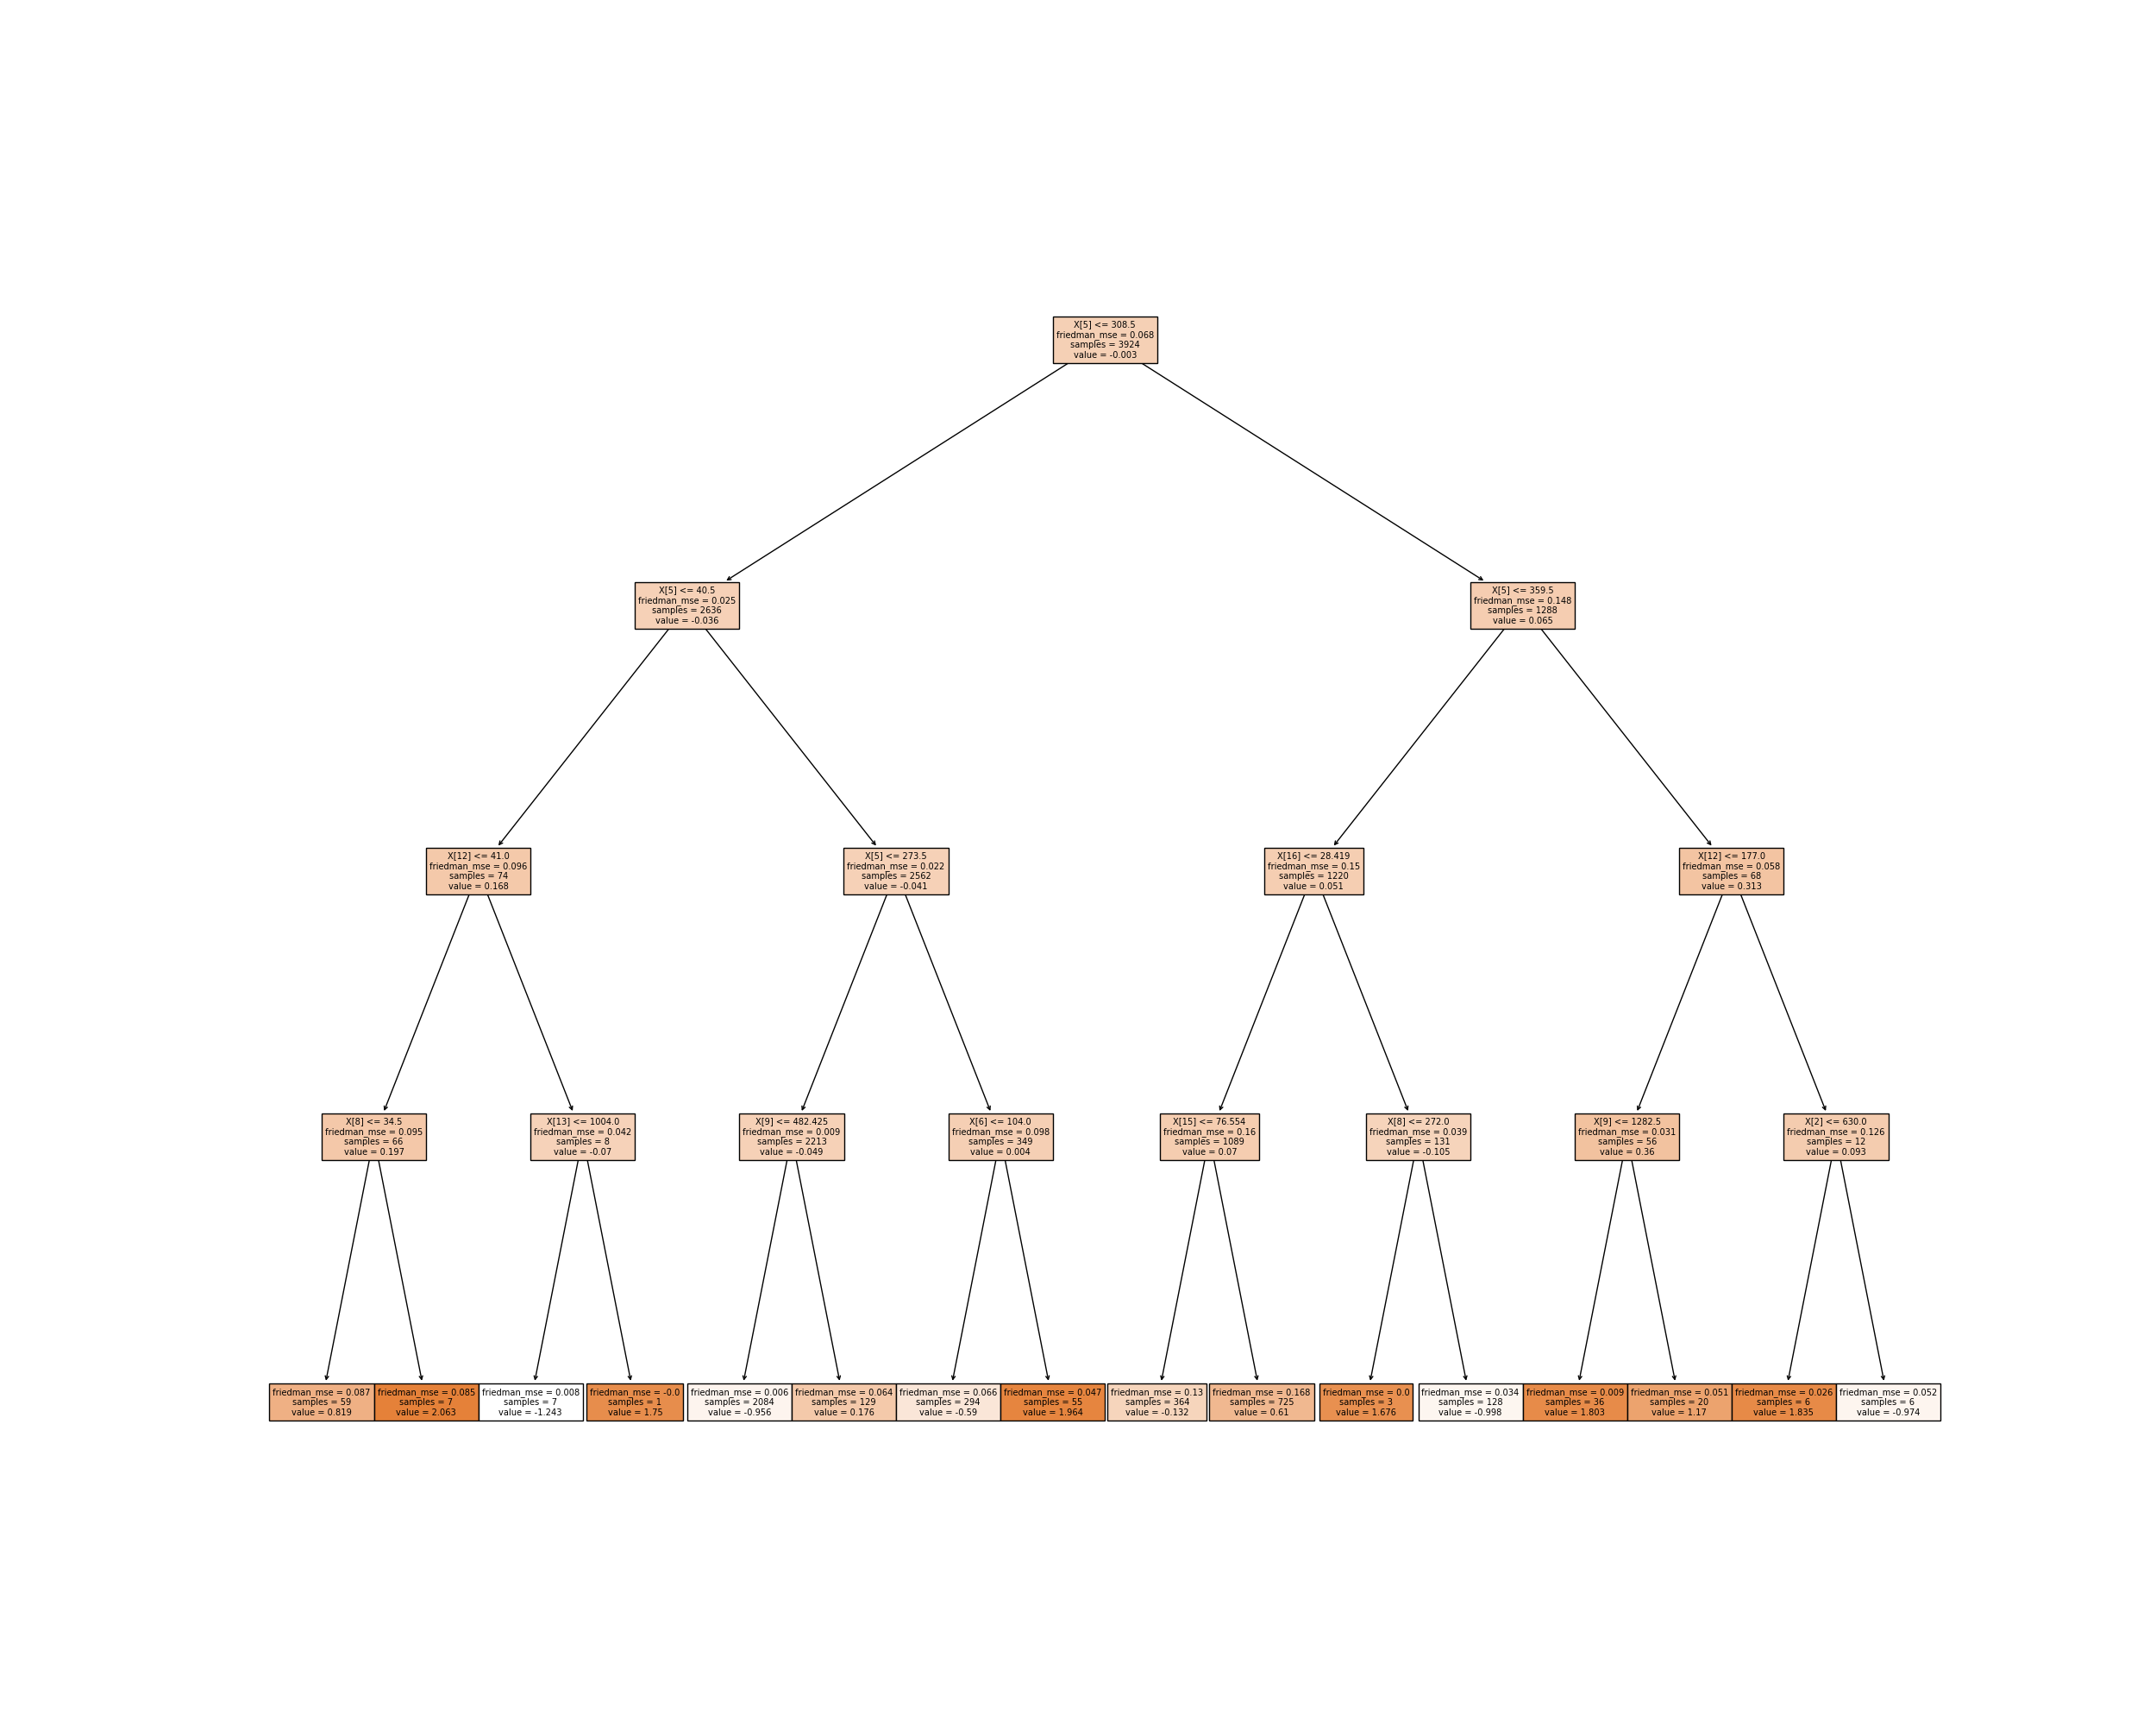 X[5] <= 308.5
friedman_mse = 0.068
samples = 3924
value = -0.003
X[5] <= 40.5
friedman_mse = 0.025
samples = 2636
value = -0.036
X[5] <= 359.5
friedman_mse = 0.148
samples = 1288
value = 0.065
X[12] <= 41.0
friedman_mse = 0.096
samples = 74
value = 0.168
X[5] <= 273.5
friedman_mse = 0.022
samples = 2562
value = -0.041
X[16] <= 28.419
friedman_mse = 0.15
samples = 1220
value = 0.051
X[12] <= 177.0
friedman_mse = 0.058
samples = 68
value = 0.313
X[8] <= 34.5
friedman_mse = 0.095
samples = 66
value = 0.197
X[13] <= 1004.0
friedman_mse = 0.042
samples = 8
value = -0.07
X[9] <= 482.425
friedman_mse = 0.009
samples = 2213
value = -0.049
X[6] <= 104.0
friedman_mse = 0.098
samples = 349
value = 0.004
X[15] <= 76.554
friedman_mse = 0.16
samples = 1089
value = 0.07
X[8] <= 272.0
friedman_mse = 0.039
samples = 131
value = -0.105
X[9] <= 1282.5
friedman_mse = 0.031
samples = 56
value = 0.36
X[2] <= 630.0
friedman_mse = 0.126
samples = 12
value = 0.093
friedman_mse = 0.087
samples = 59
value = 0.819
friedman_mse = 0.085
samples = 7
value = 2.063
friedman_mse = 0.008
samples = 7
value = -1.243
friedman_mse = -0.0
samples = 1
value = 1.75
friedman_mse = 0.006
samples = 2084
value = -0.956
friedman_mse = 0.064
samples = 129
value = 0.176
friedman_mse = 0.066
samples = 294
value = -0.59
friedman_mse = 0.047
samples = 55
value = 1.964
friedman_mse = 0.13
samples = 364
value = -0.132
friedman_mse = 0.168
samples = 725
value = 0.61
friedman_mse = 0.0
samples = 3
value = 1.676
friedman_mse = 0.034
samples = 128
value = -0.998
friedman_mse = 0.009
samples = 36
value = 1.803
friedman_mse = 0.051
samples = 20
value = 1.17
friedman_mse = 0.026
samples = 6
value = 1.835
friedman_mse = 0.052
samples = 6
value = -0.974